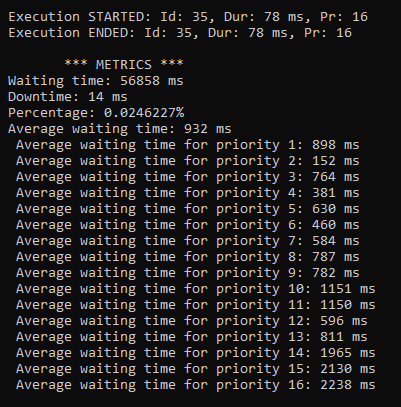 Execution STARTED: Id: 35, Dur: 78 ms, Pr: 16
Execution ENDED: Id: 35, Dur: 78 ms, Pr: 16
*** METRICS ***
Waiting time: 56858 ms
Downtime: 14 ms
Percentage: 0.0246227%
Average waiting time: 932 ms
Average waiting time for priority 1: 898 ms
Average waiting time for priority 2: 152 ms
Average waiting time for priority 3: 764 ms
Average waiting time for priority 4: 381 ms
Average waiting time for priority 5: 630 ms
Average waiting time for priority 6: 460 ms
Average waiting time for priority 7: 584 ms
Average waiting time for priority 8: 787 ms
Average waiting time for priority 9: 782 ms
Average waiting time for priority 10: 1151 ms
Average waiting time for priority 11: 1150 ms
Average waiting time for priority 12: 596 ms
Average waiting time for priority 13: 811 ms
Average waiting time for priority 14: 1965 ms
Average waiting time for priority 15: 2130 ms
Average waiting time for priority 16: 2238 ms